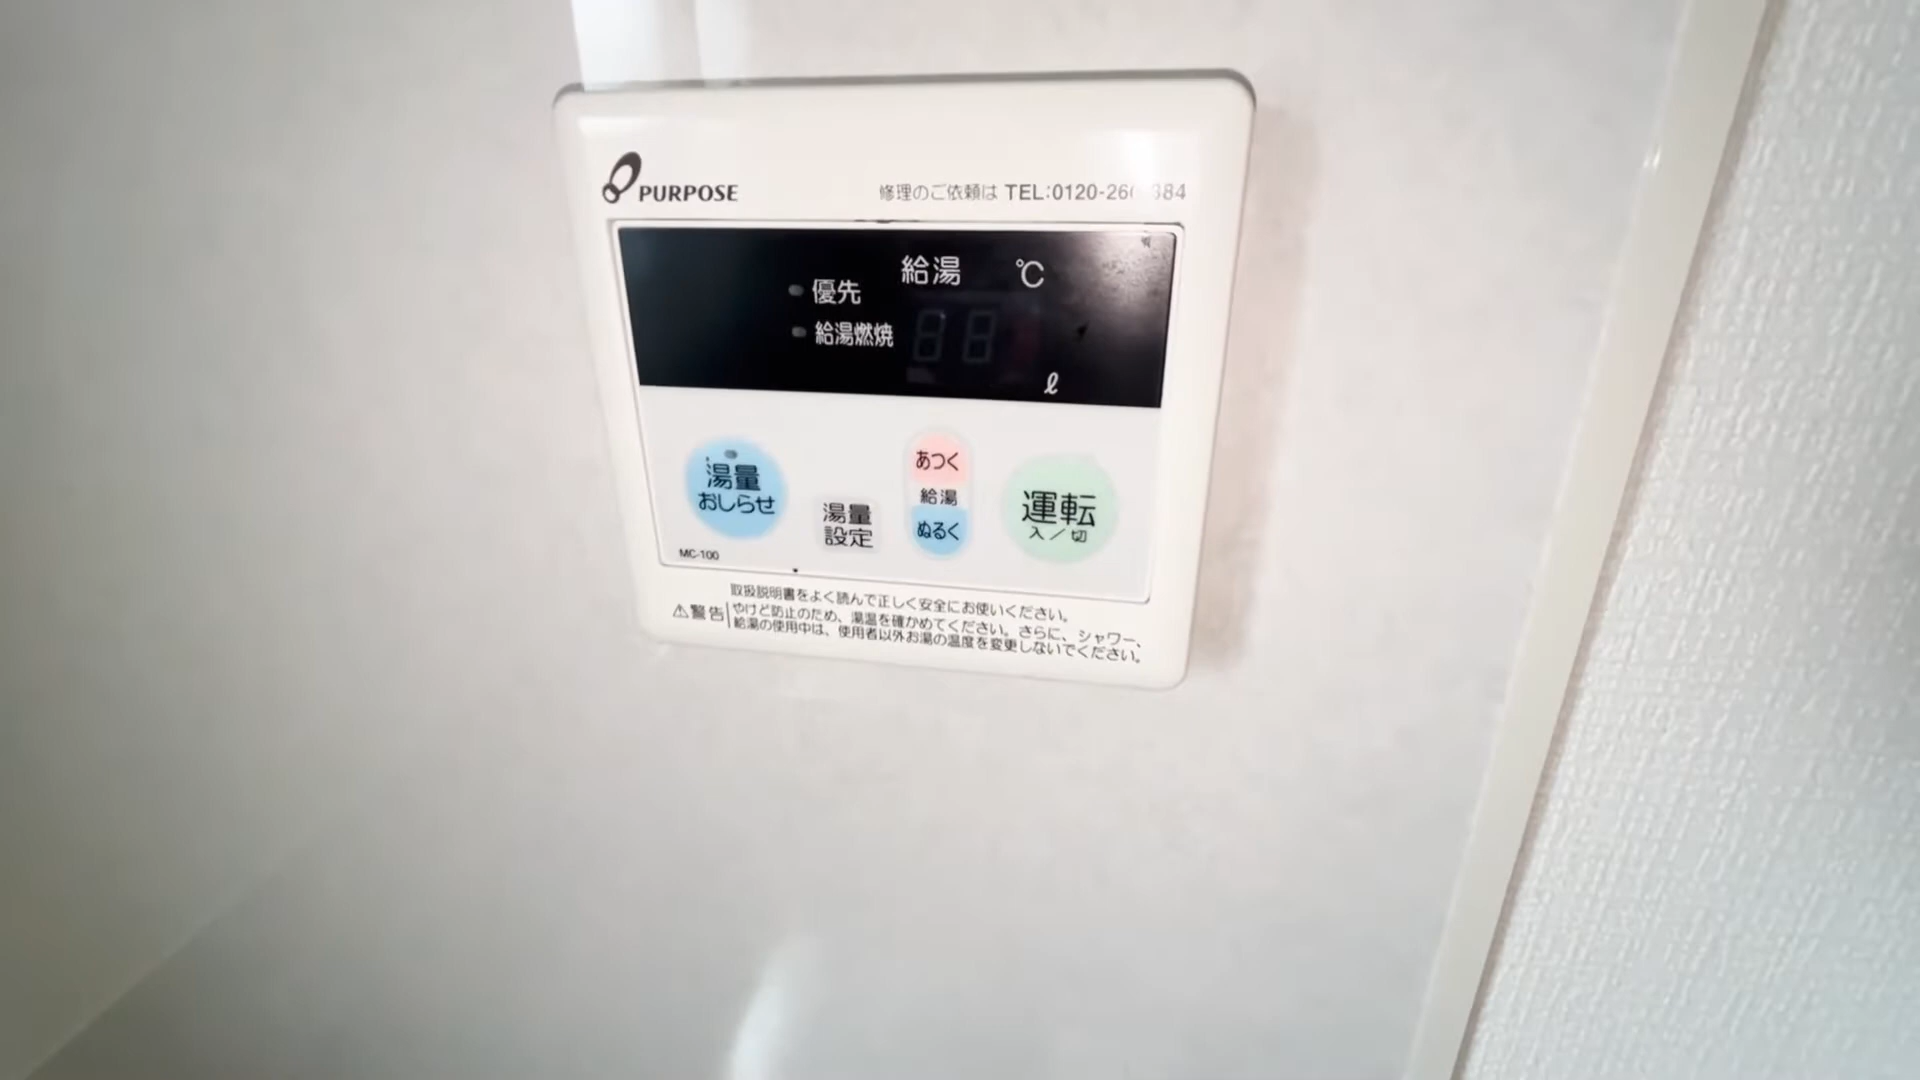 PURPOSE
修理のご依頼は
給湯 ℃
優先
給湯燃焼
ℓ
湯量
おしらせ
湯量
設定
あつく
給湯
ぬるく
運転
入/切
MC-100
取扱説明書をよく読んで正しく安全にお使いください。
⚠警告
やけど防止のため、湯温を確かめてください。さらに、シャワー、
給湯の使用中は、使用者以外お湯の温度を変更しないでください。